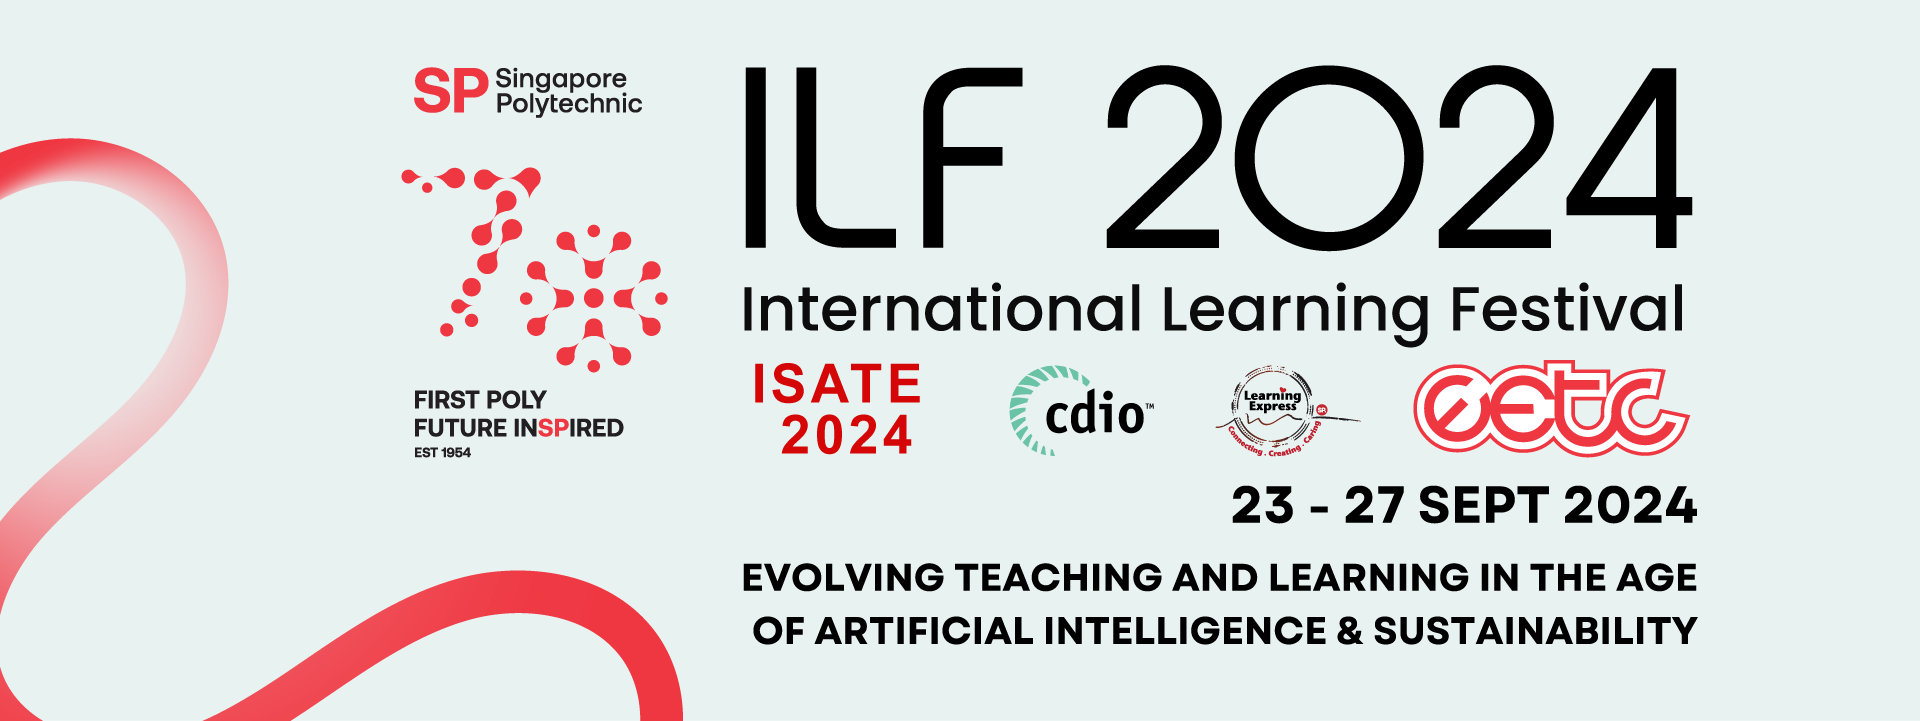 SP Singapore
Polytechnic
70
FIRST POLY
FUTURE INSPIRED
EST 1954
ILF 2024
International Learning Festival
ISATE
2024
cdio™
Learning
Express
SP
Connecting . Creating . Caring
eetc
23 - 27 SEPT 2024
EVOLVING TEACHING AND LEARNING IN THE AGE
OF ARTIFICIAL INTELLIGENCE & SUSTAINABILITY